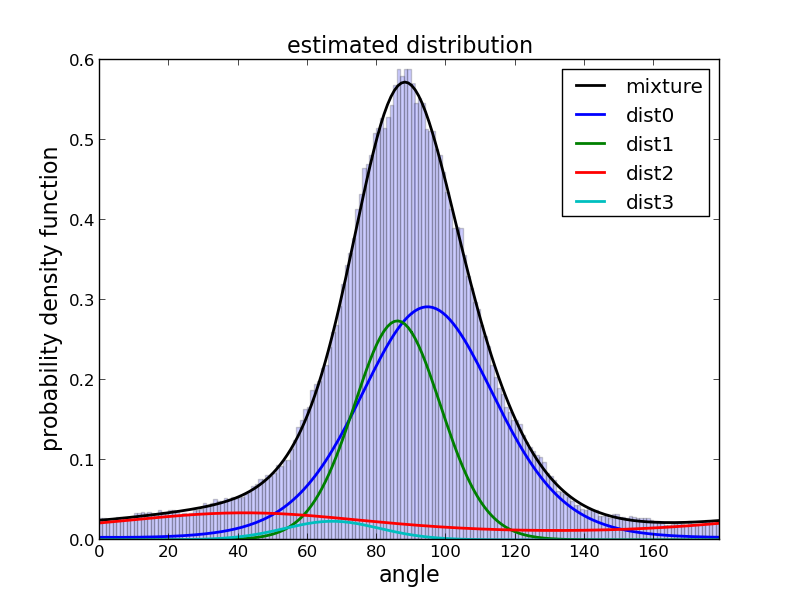 estimated distribution
probability density function
0.6
0.5
0.4
0.3
0.2
0.1
0.0
mixture
dist0
dist1
dist2
dist3
0 20 40 60 80 100 120 140 160
angle